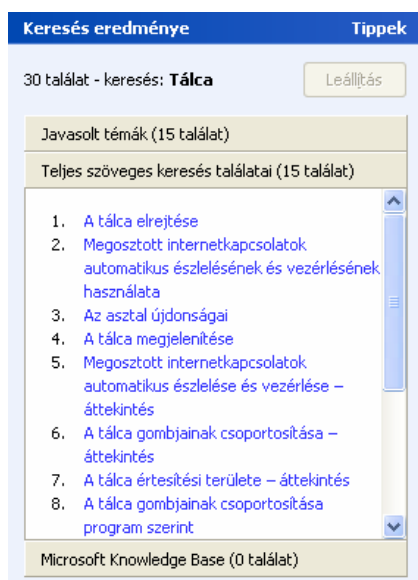 Keresés eredménye Tippek
30 találat - keresés: Tálca Leállítás
Javasolt témák (15 találat)
Teljes szöveges keresés találatai (15 találat)
1. A tálca elrejtése
2. Megosztott internetkapcsolatok
automatikus észlelésének és vezérlésének
használata
3. Az asztal újdonságai
4. A tálca megjelenítése
5. Megosztott internetkapcsolatok
automatikus észlelése és vezérlése –
áttekintés
6. A tálca gombjainak csoportosítása –
áttekintés
7. A tálca értesítési területe – áttekintés
8. A tálca gombjainak csoportosítása
program szerint
Microsoft Knowledge Base (0 találat)